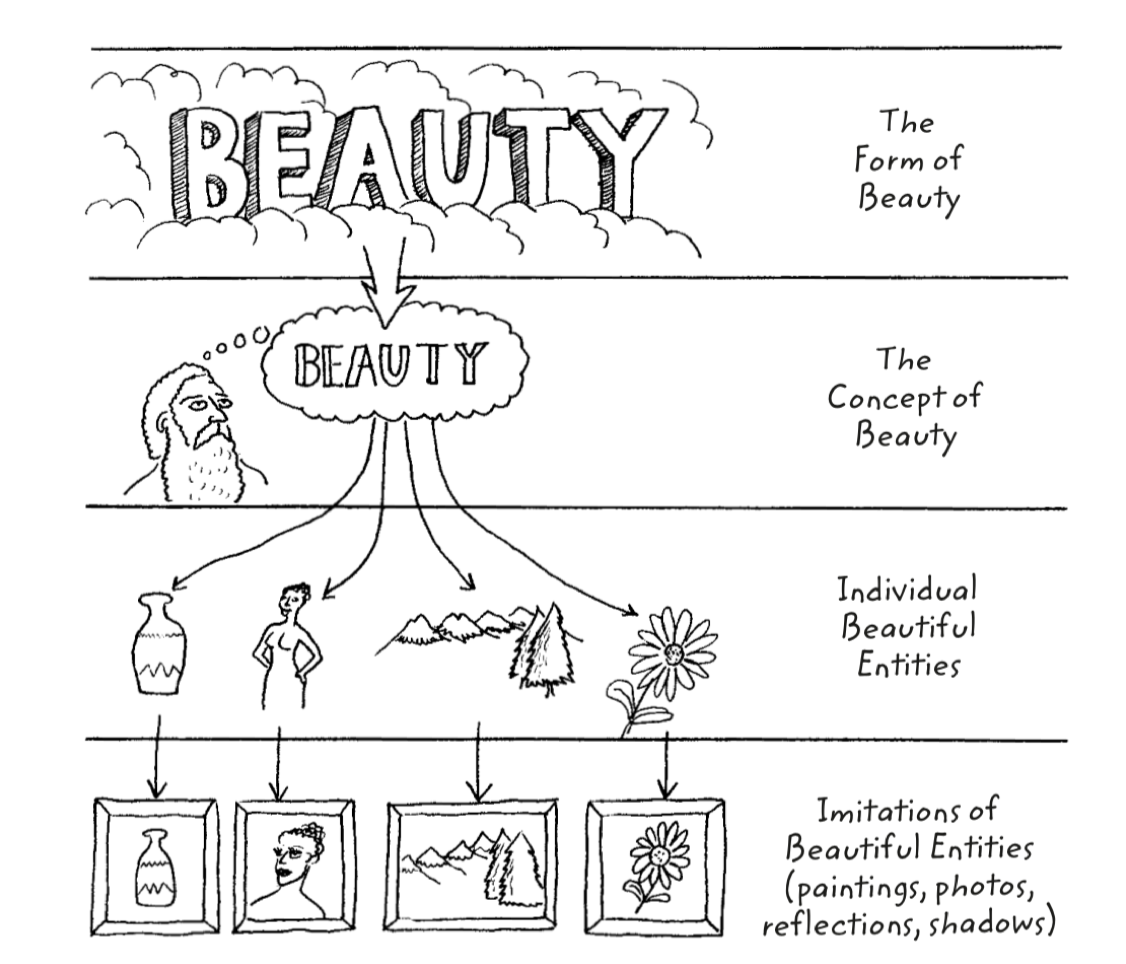 BEAUTY
The
Form of
Beauty
BEAUTY
The
Concept of
Beauty
Individual
Beautiful
Entities
Imitations of
Beautiful Entities
(paintings, photos,
reflections, shadows)